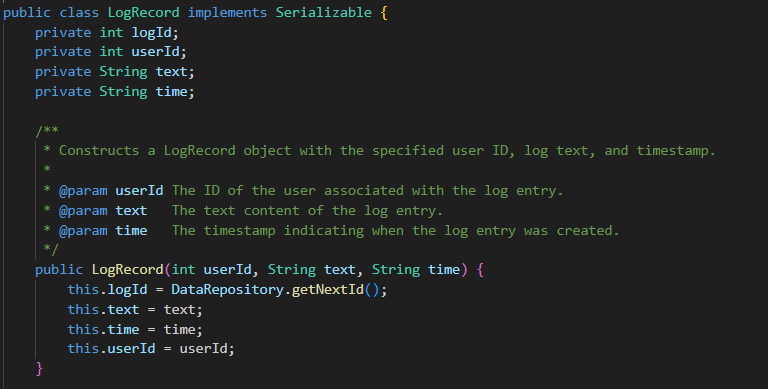 public class LogRecord implements Serializable {
    private int logId;
    private int userId;
    private String text;
    private String time;

    /**
     * Constructs a LogRecord object with the specified user ID, log text, and timestamp.
     *
     * @param userId The ID of the user associated with the log entry.
     * @param text   The text content of the log entry.
     * @param time   The timestamp indicating when the log entry was created.
     */
    public LogRecord(int userId, String text, String time) {
        this.logId = DataRepository.getNextId();
        this.text = text;
        this.time = time;
        this.userId = userId;
    }